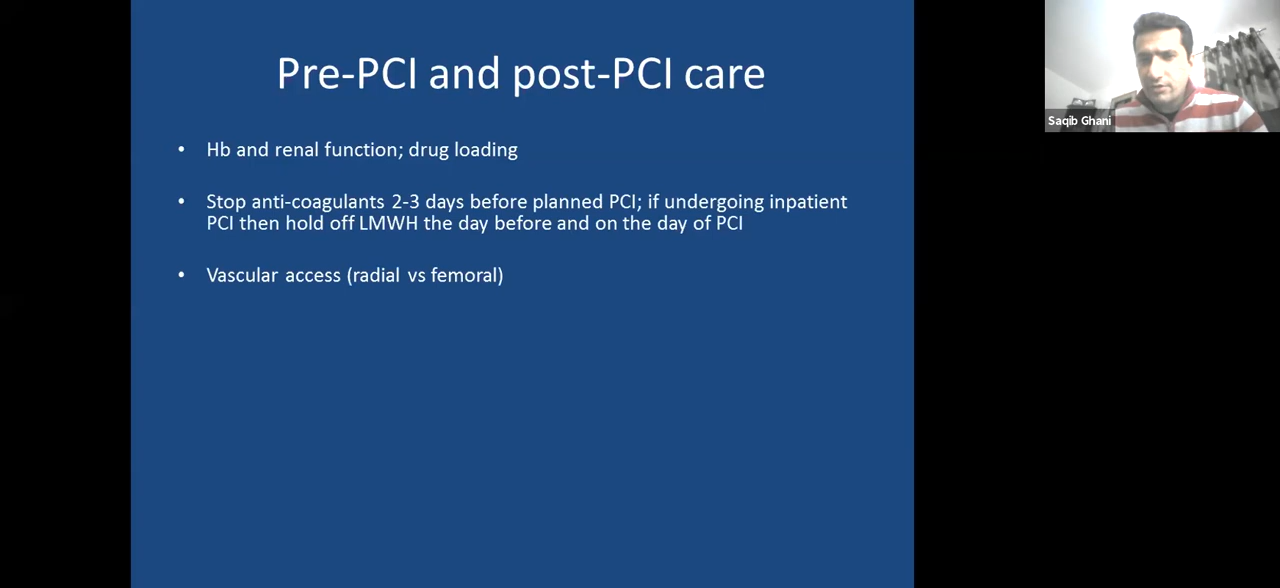 Pre-PCI and post-PCI care
Saqib Ghani
• Hb and renal function; drug loading
• Stop anti-coagulants 2-3 days before planned PCI; if undergoing inpatient
PCI then hold off LMWH the day before and on the day of PCI
• Vascular access (radial vs femoral)